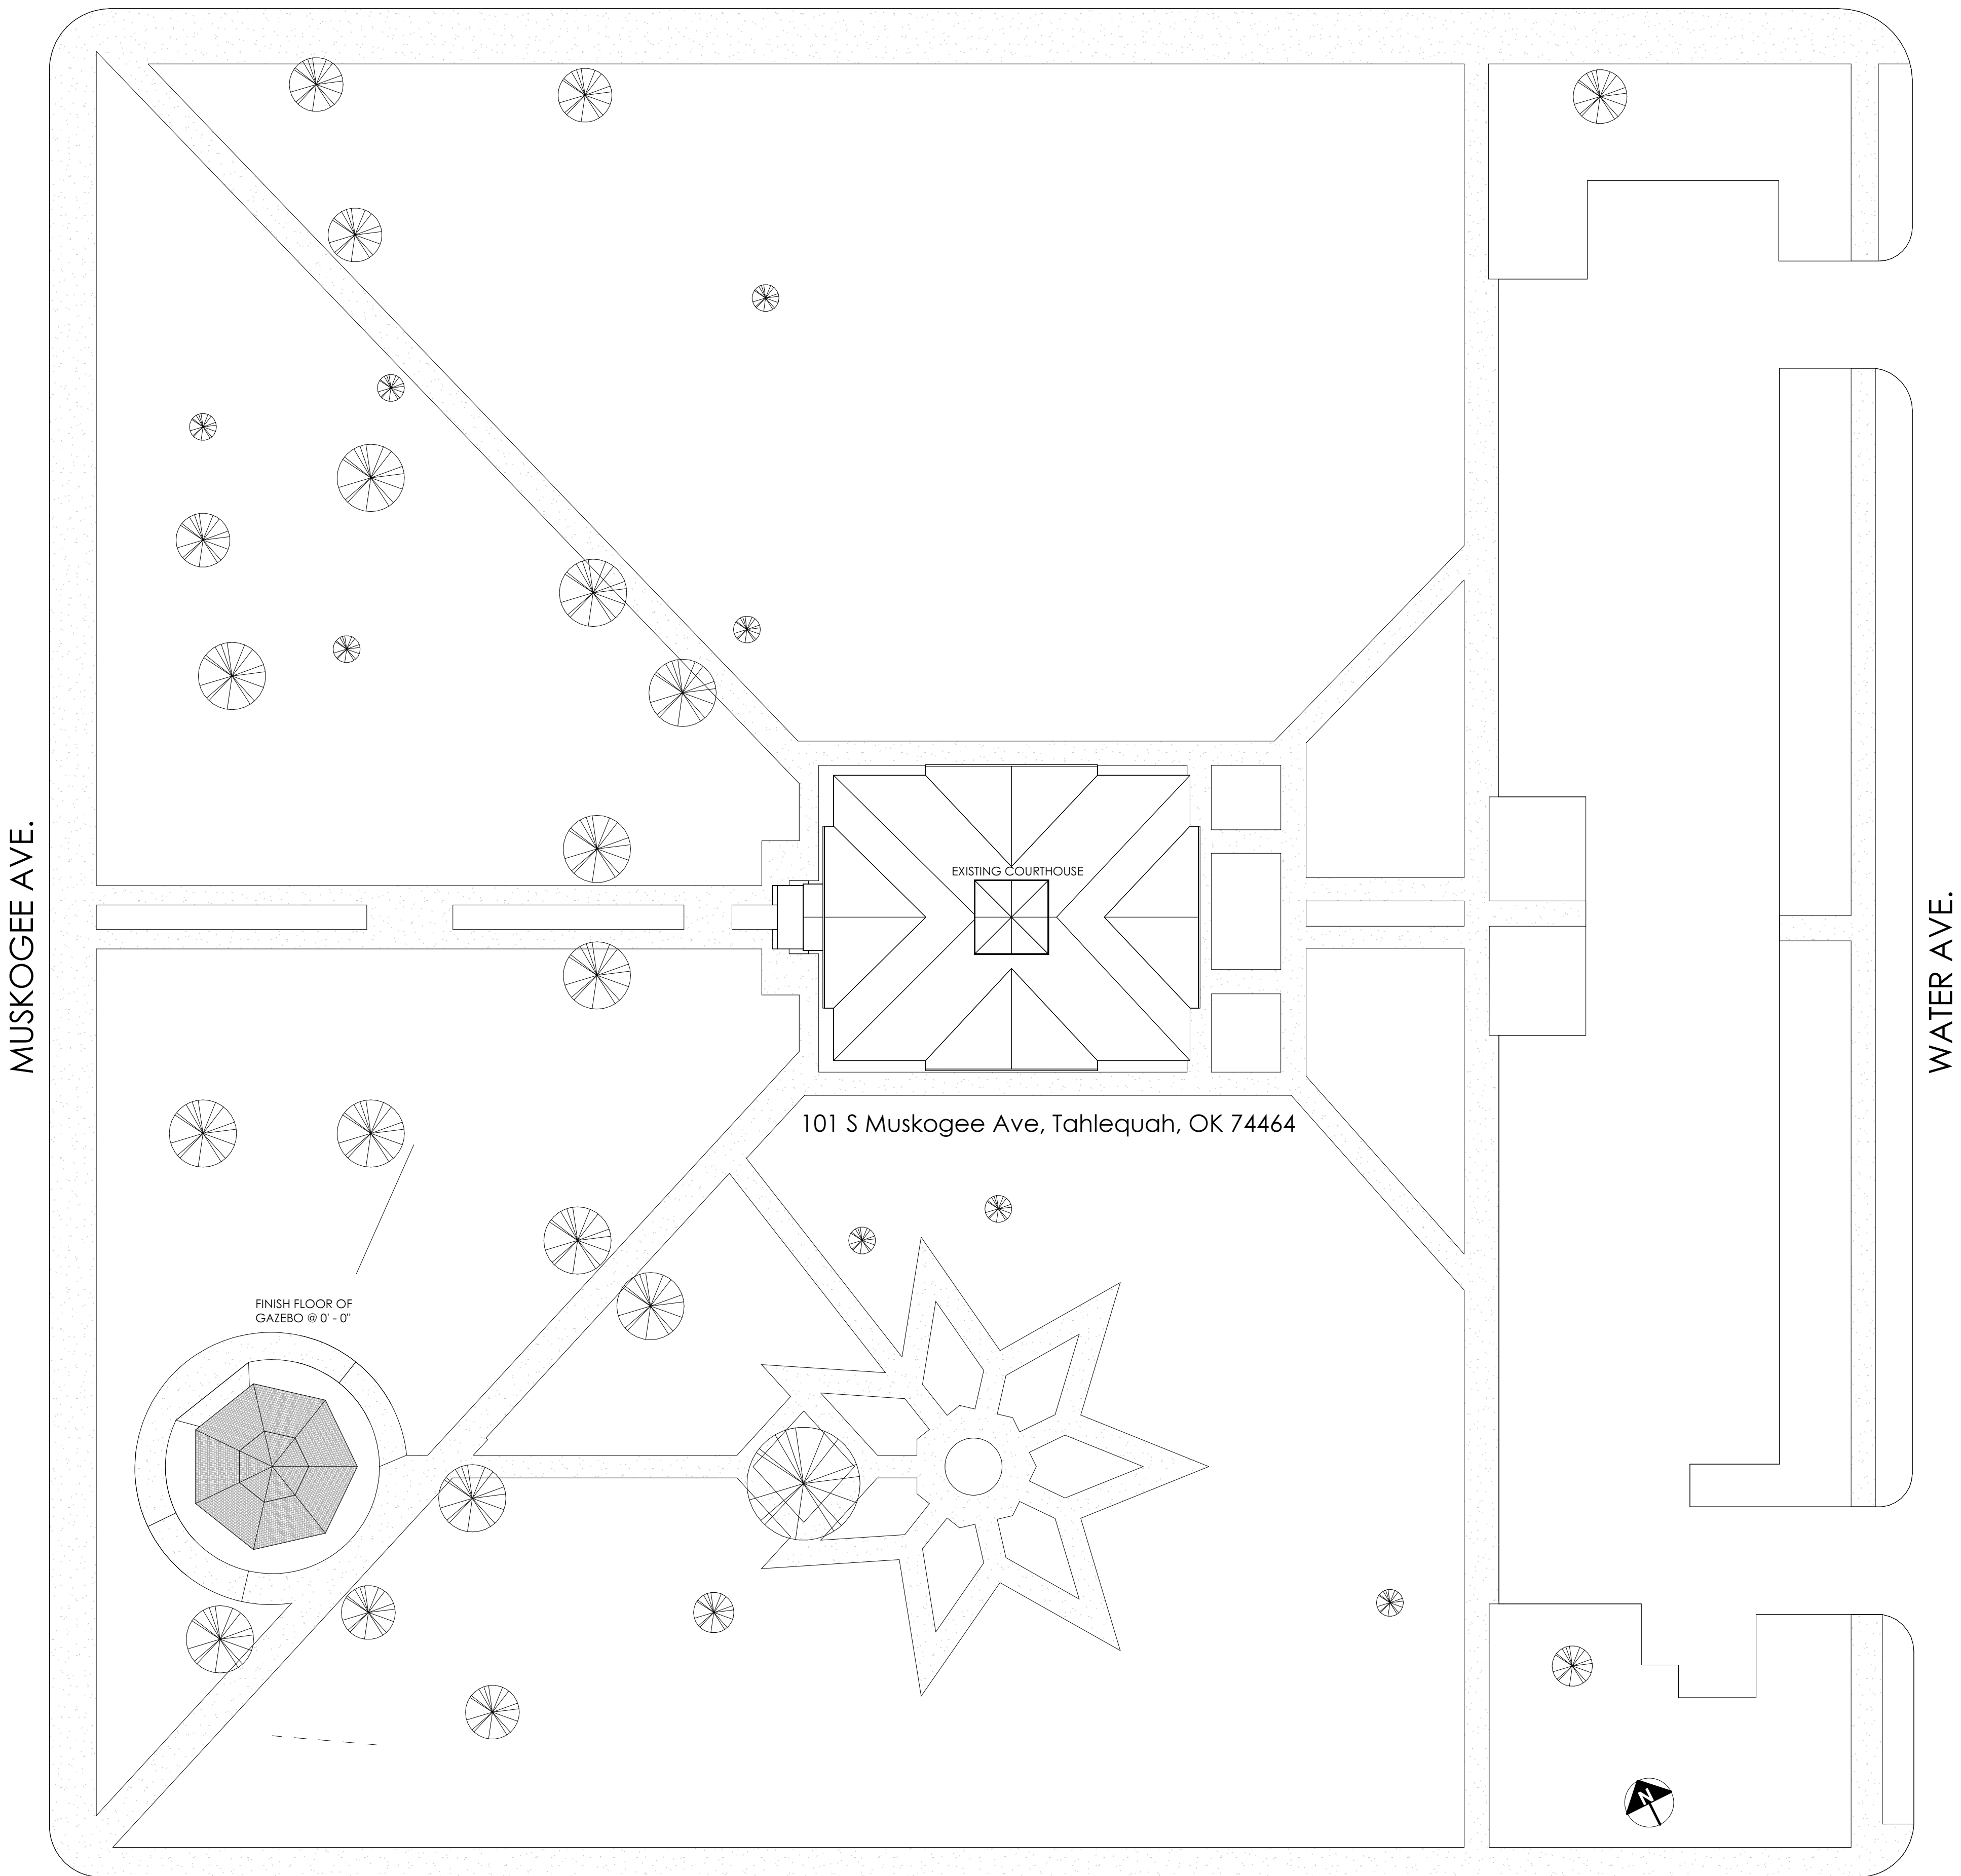 MUSKOGEE AVE.
EXISTING COURTHOUSE
WATER AVE.
101 S Muskogee Ave, Tahlequah, OK 74464
FINISH FLOOR OF
GAZEBO @ 0' - 0"
N